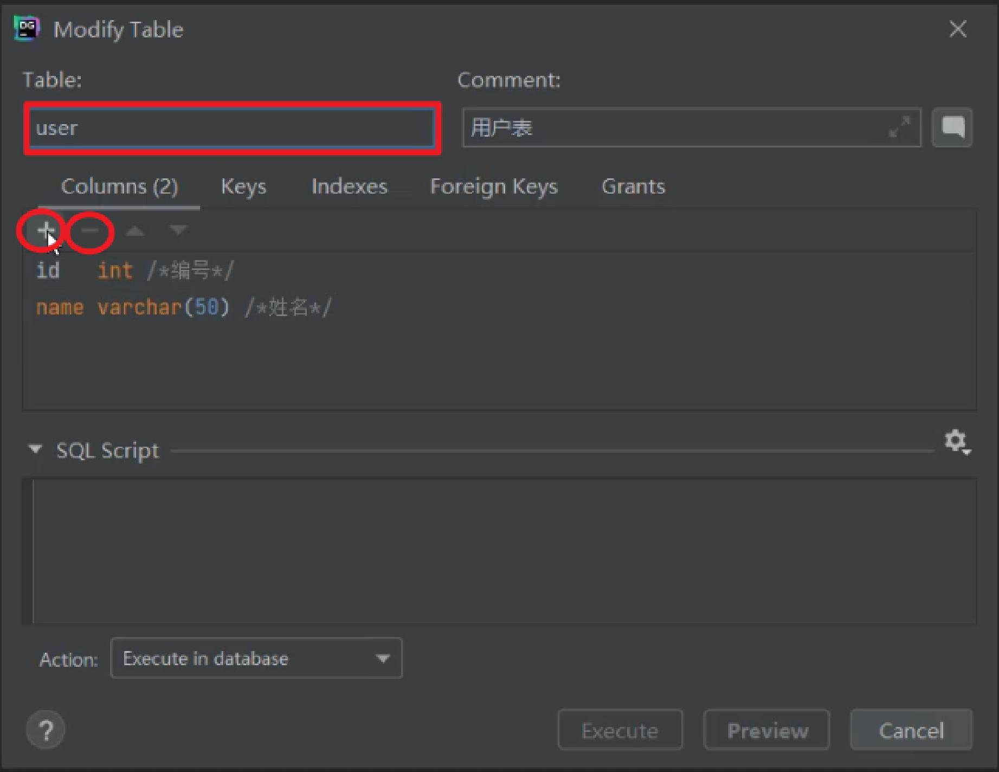 DG
Modify Table
Table:
Comment:
user
用户表
Columns (2)
Keys
Indexes
Foreign Keys
Grants
id int /*编号*/
name varchar(50) /*姓名*/
SQL Script
Action:
Execute in database
?
Execute
Preview
Cancel